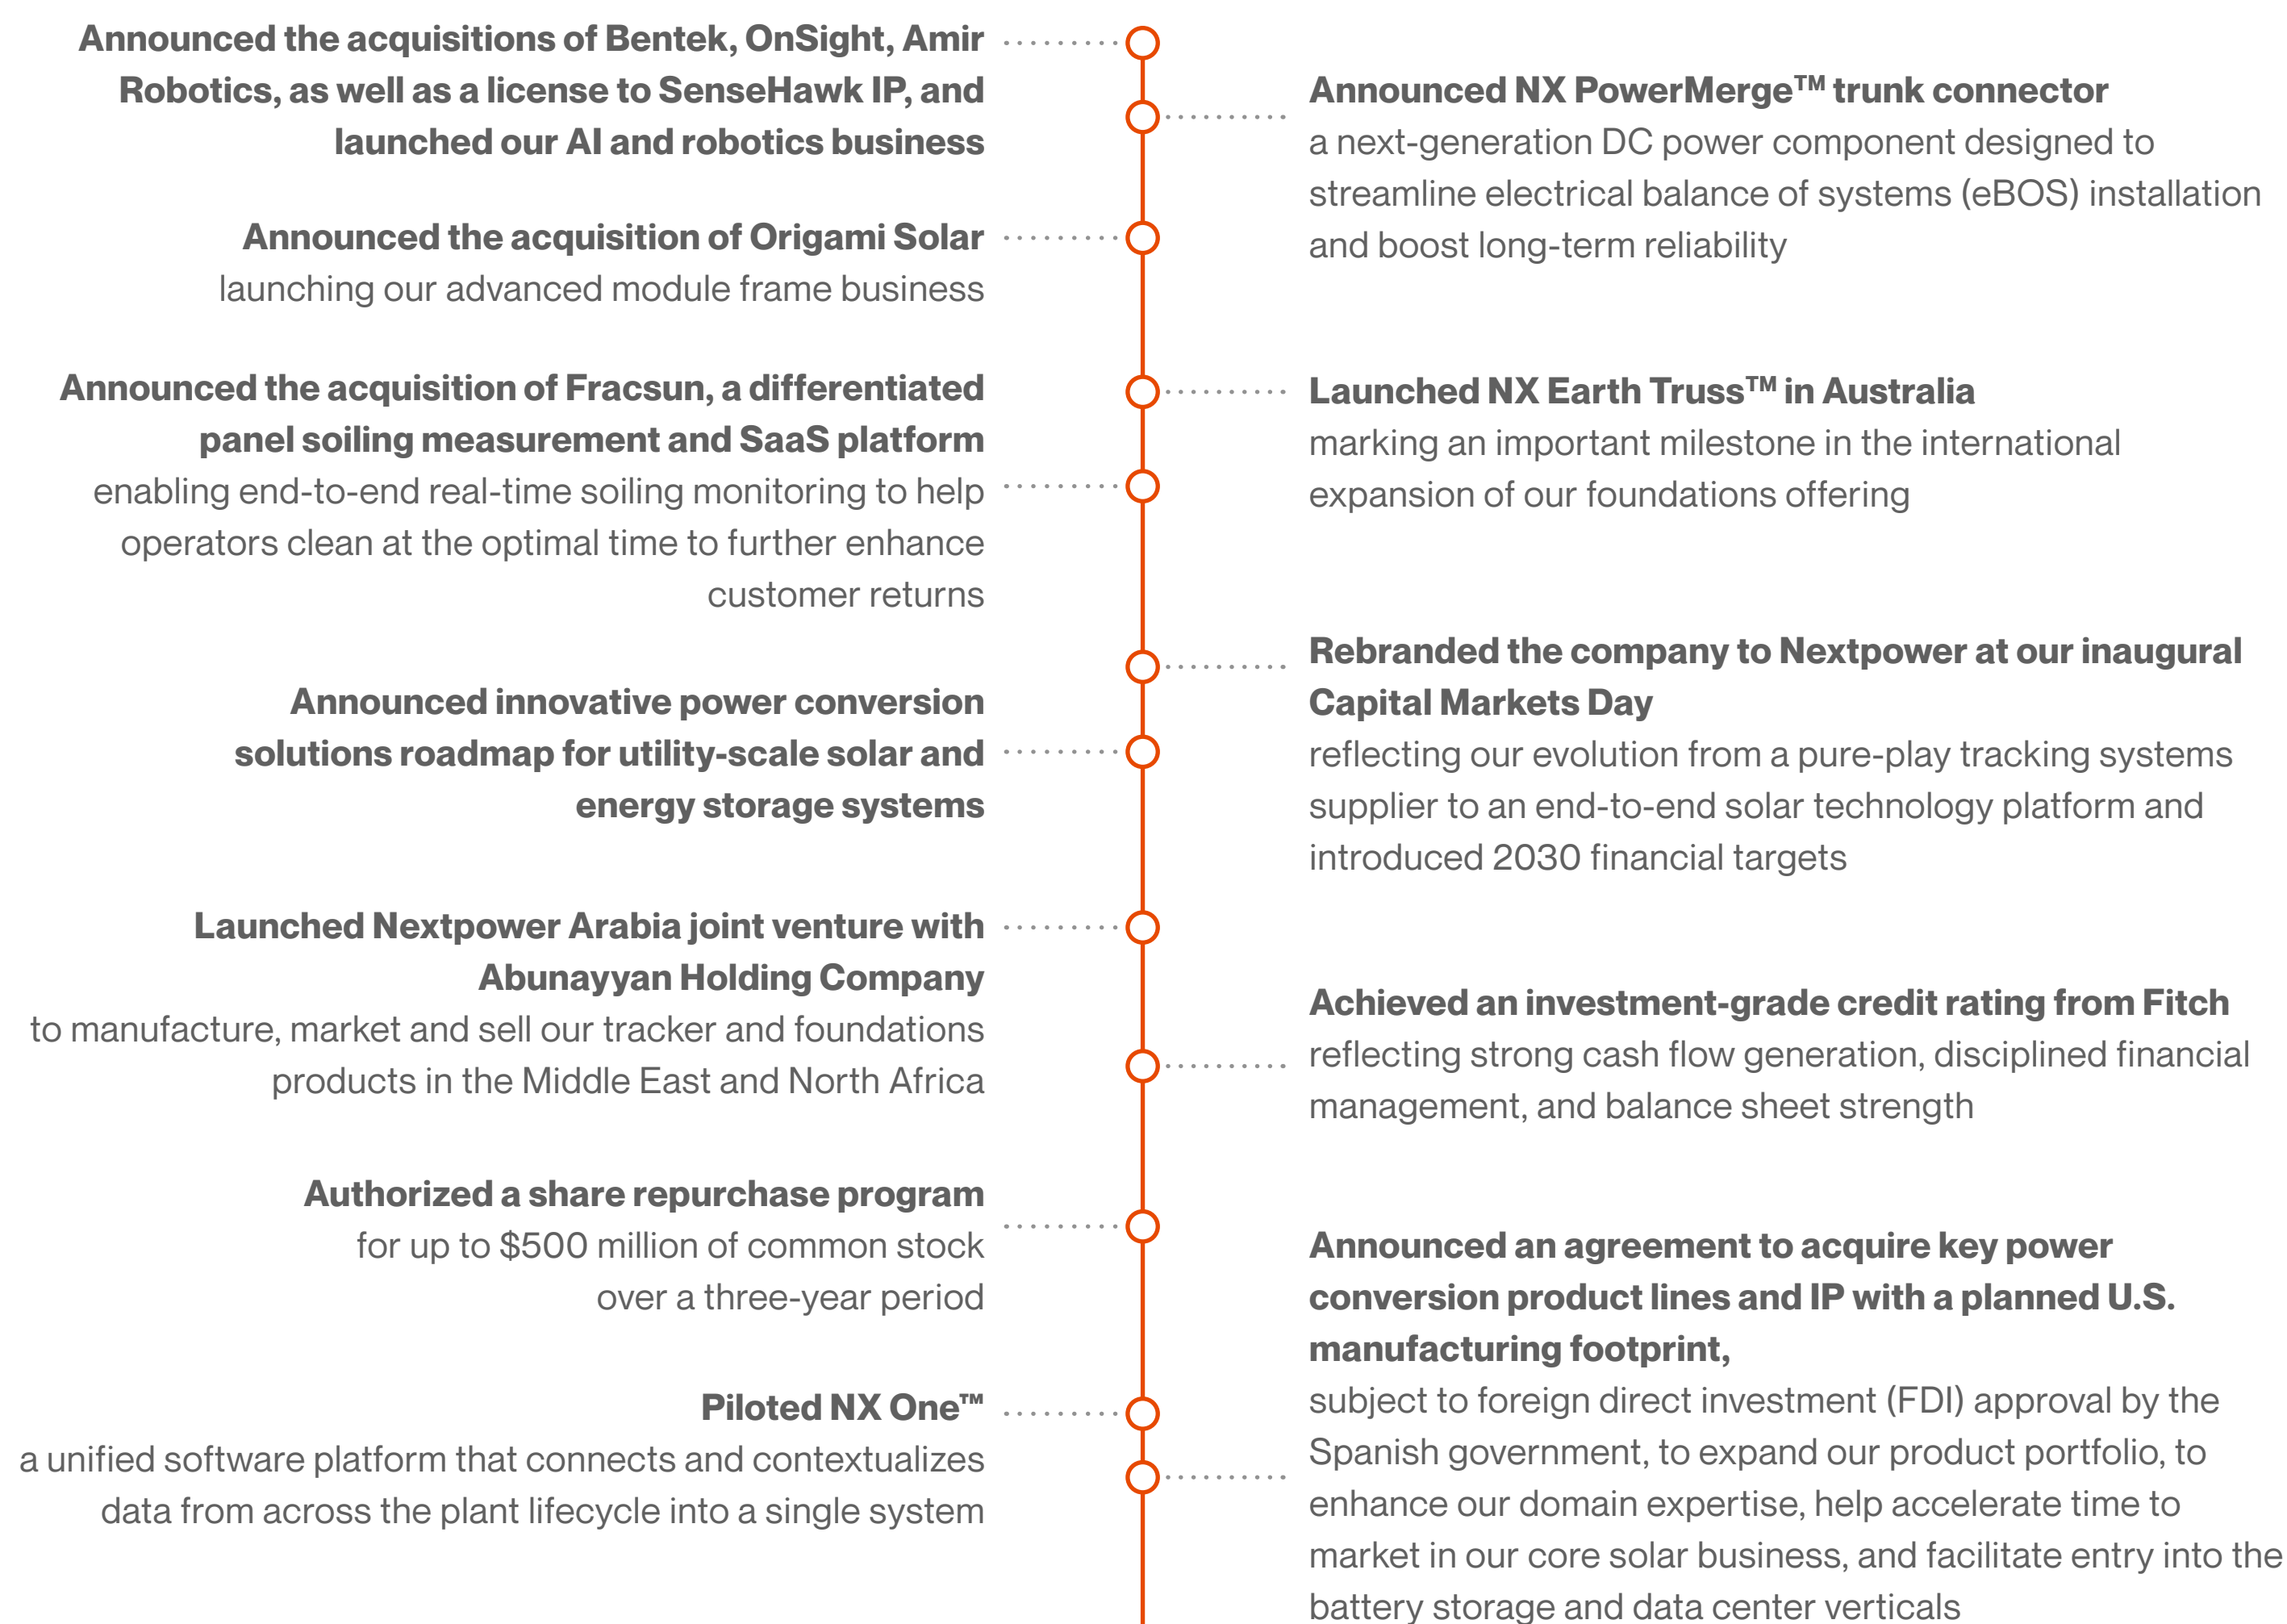 Announced the acquisitions of Bentek, OnSight, Amir
Robotics, as well as a license to SenseHawk IP, and
launched our AI and robotics business
Announced NX PowerMerge™ trunk connector
a next-generation DC power component designed to
streamline electrical balance of systems (eBOS) installation
and boost long-term reliability
Announced the acquisition of Origami Solar
launching our advanced module frame business
Launched NX Earth Truss™ in Australia
marking an important milestone in the international
expansion of our foundations offering
Announced the acquisition of Fracsun, a differentiated
panel soiling measurement and SaaS platform
enabling end-to-end real-time soiling monitoring to help
operators clean at the optimal time to further enhance
customer returns
Rebranded the company to Nextpower at our inaugural
Capital Markets Day
reflecting our evolution from a pure-play tracking systems
supplier to an end-to-end solar technology platform and
introduced 2030 financial targets
Announced innovative power conversion
solutions roadmap for utility-scale solar and
energy storage systems
Launched Nextpower Arabia joint venture with
Abunayyan Holding Company
to manufacture, market and sell our tracker and foundations
products in the Middle East and North Africa
Achieved an investment-grade credit rating from Fitch
reflecting strong cash flow generation, disciplined financial
management, and balance sheet strength
Authorized a share repurchase program
for up to $500 million of common stock
over a three-year period
Piloted NX One™
a unified software platform that connects and contextualizes
data from across the plant lifecycle into a single system
Announced an agreement to acquire key power
conversion product lines and IP with a planned U.S.
manufacturing footprint,
subject to foreign direct investment (FDI) approval by the
Spanish government, to expand our product portfolio, to
enhance our domain expertise, help accelerate time to
market in our core solar business, and facilitate entry into the
battery storage and data center verticals